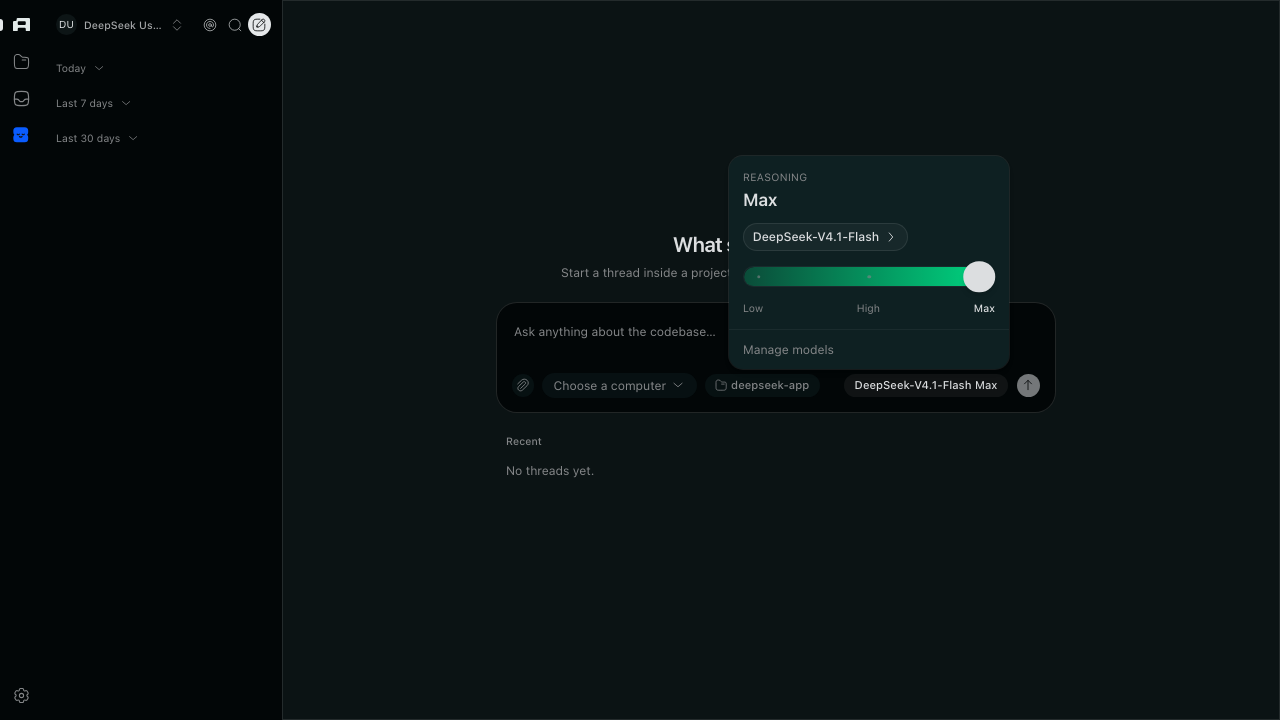 DU DeepSeek Us...
Today
Last 7 days
Last 30 days
REASONING
Max
DeepSeek-V4.1-Flash
Low High Max
Manage models
What
Start a thread inside a project
Ask anything about the codebase...
Choose a computer deepseek-app DeepSeek-V4.1-Flash Max
Recent
No threads yet.